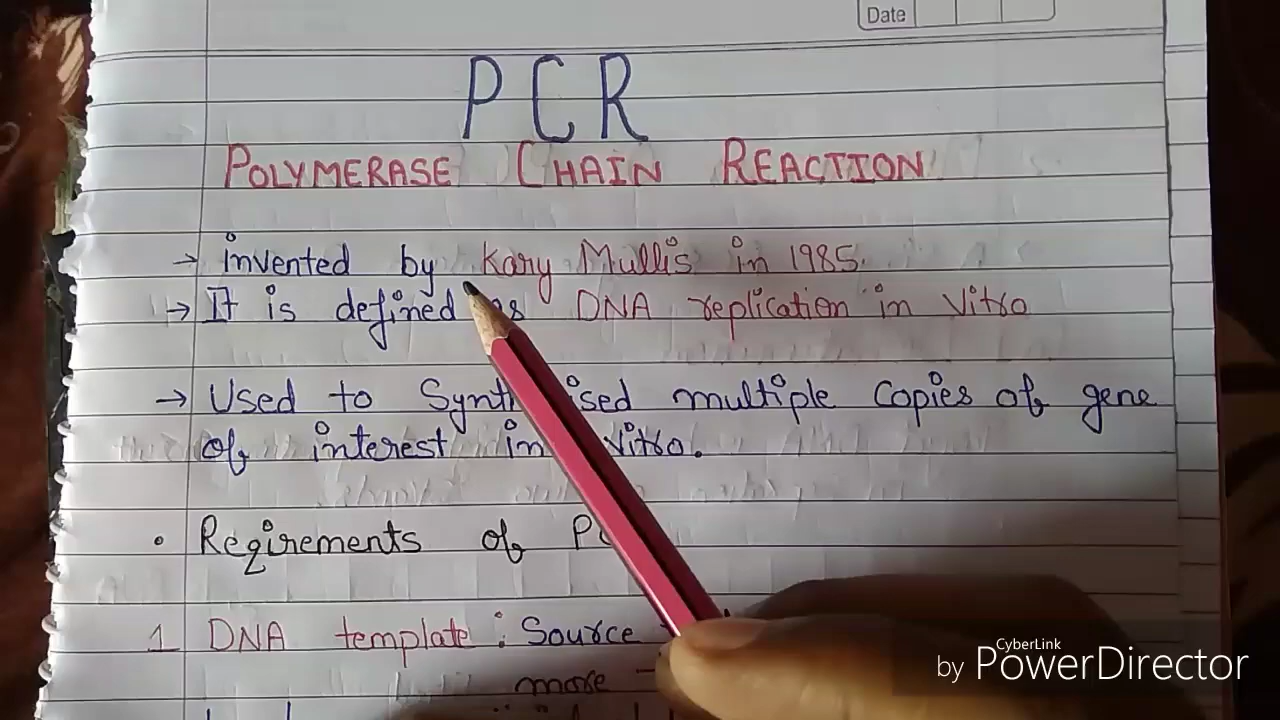 Date
PCR
POLYMERASE CHAIN REACTION
→ invented by Kary Mullis in 1985.
→ It is defined as DNA replication in Vitro
→ Used to Synthised multiple Copies of gene
of interest in Vitro.
• Reqirements of
1 DNA template : Source
more
CyberLink
by PowerDirector